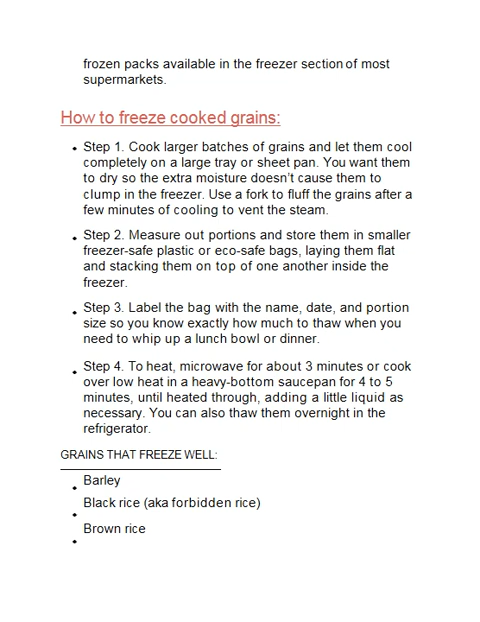 frozen packs available in the freezer section of most
supermarkets.
How to freeze cooked grains:
Step 1. Cook larger batches of grains and let them cool
completely on a large tray or sheet pan. You want them
to dry so the extra moisture doesn't cause them to
clump in the freezer. Use a fork to fluff the grains after a
few minutes of cooling to vent the steam.
Step 2. Measure out portions and store them in smaller
freezer-safe plastic or eco-safe bags, laying them flat
and stacking them on top of one another inside the
freezer.
Step 3. Label the bag with the name, date, and portion
size so you know exactly how much to thaw when you
need to whip up a lunch bowl or dinner.
Step 4. To heat, microwave for about 3 minutes or cook
over low heat in a heavy-bottom saucepan for 4 to 5
minutes, until heated through, adding a little liquid as
necessary. You can also thaw them overnight in the
refrigerator.
GRAINS THAT FREEZE WELL:
Barley
Black rice (aka forbidden rice)
Brown rice